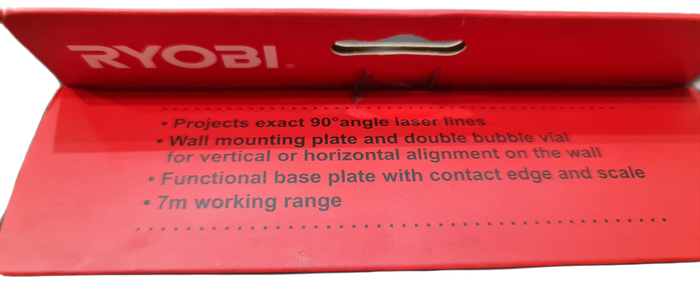 RYOBI
• Projects exact 90°angle laser lines
• Wall mounting plate and double bubble vial
for vertical or horizontal alignment on the wall
• Functional base plate with contact edge and scale
• 7m working range